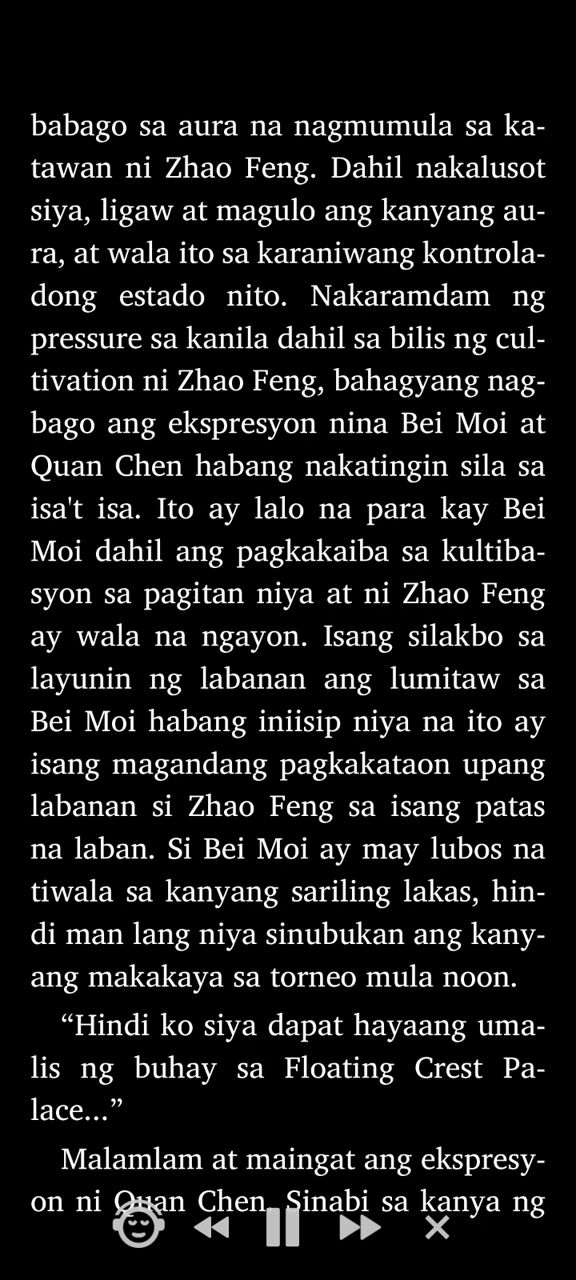 babago sa aura na nagmumula sa ka-
tawan ni Zhao Feng. Dahil nakalusot
siya, ligaw at magulo ang kanyang au-
ra, at wala ito sa karaniwang kontrola-
dong estado nito. Nakaramdam ng
pressure sa kanila dahil sa bilis ng cul-
tivation ni Zhao Feng, bahagyang nag-
bago ang ekspresyon nina Bei Moi at
Quan Chen habang nakatingin sila sa
isa't isa. Ito ay lalo na para kay Bei
Moi dahil ang pagkakaiba sa kultiba-
syon sa pagitan niya at ni Zhao Feng
ay wala na ngayon. Isang silakbo sa
layunin ng labanan ang lumitaw sa
Bei Moi habang iniisip niya na ito ay
isang magandang pagkakataon upang
labanan si Zhao Feng sa isang patas
na laban. Si Bei Moi ay may lubos na
tiwala sa kanyang sariling lakas, hin-
di man lang niya sinubukan ang kany-
ang makakaya sa torneo mula noon.
“Hindi ko siya dapat hayaang uma-
lis ng buhay sa Floating Crest Pa-
lace...”
Malamlam at maingat ang ekspresy-
on ni Quan Chen. Sinabi sa kanya ng